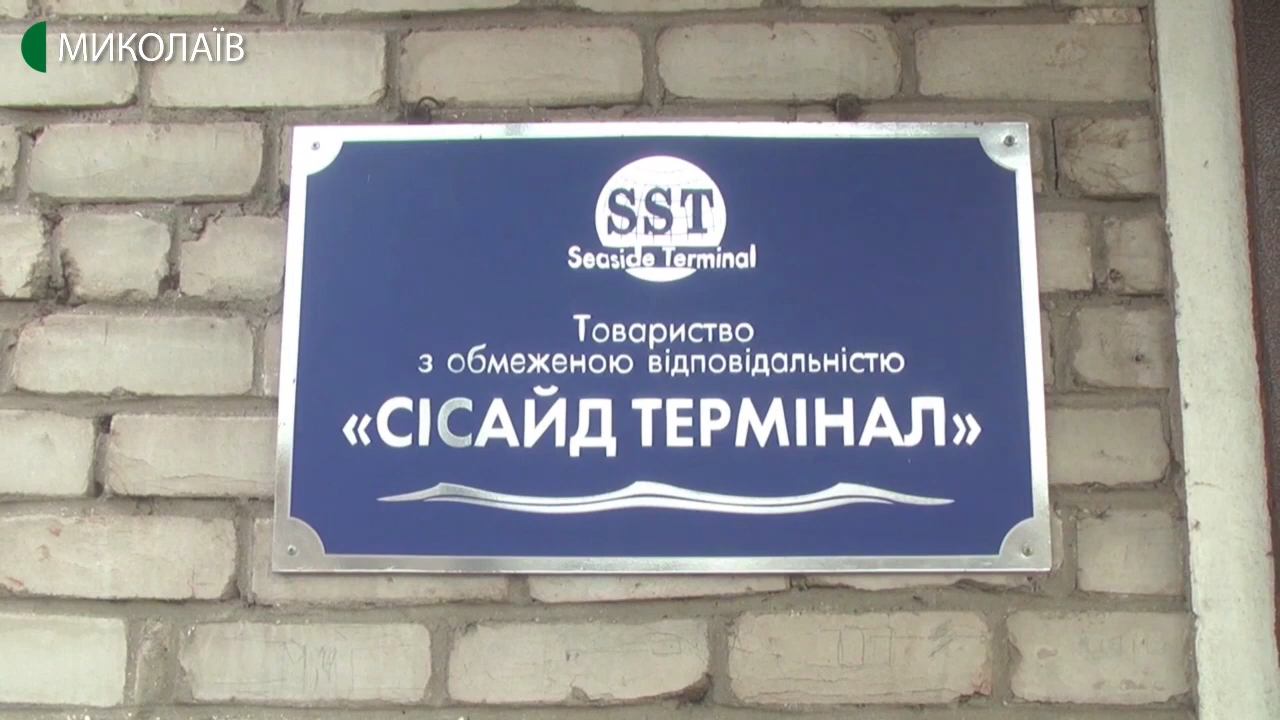 МИКОЛАЇВ
SST
Seaside Terminal
Товариство
з обмеженою відповідальністю
«СІСАЙД ТЕРМІНАЛ»